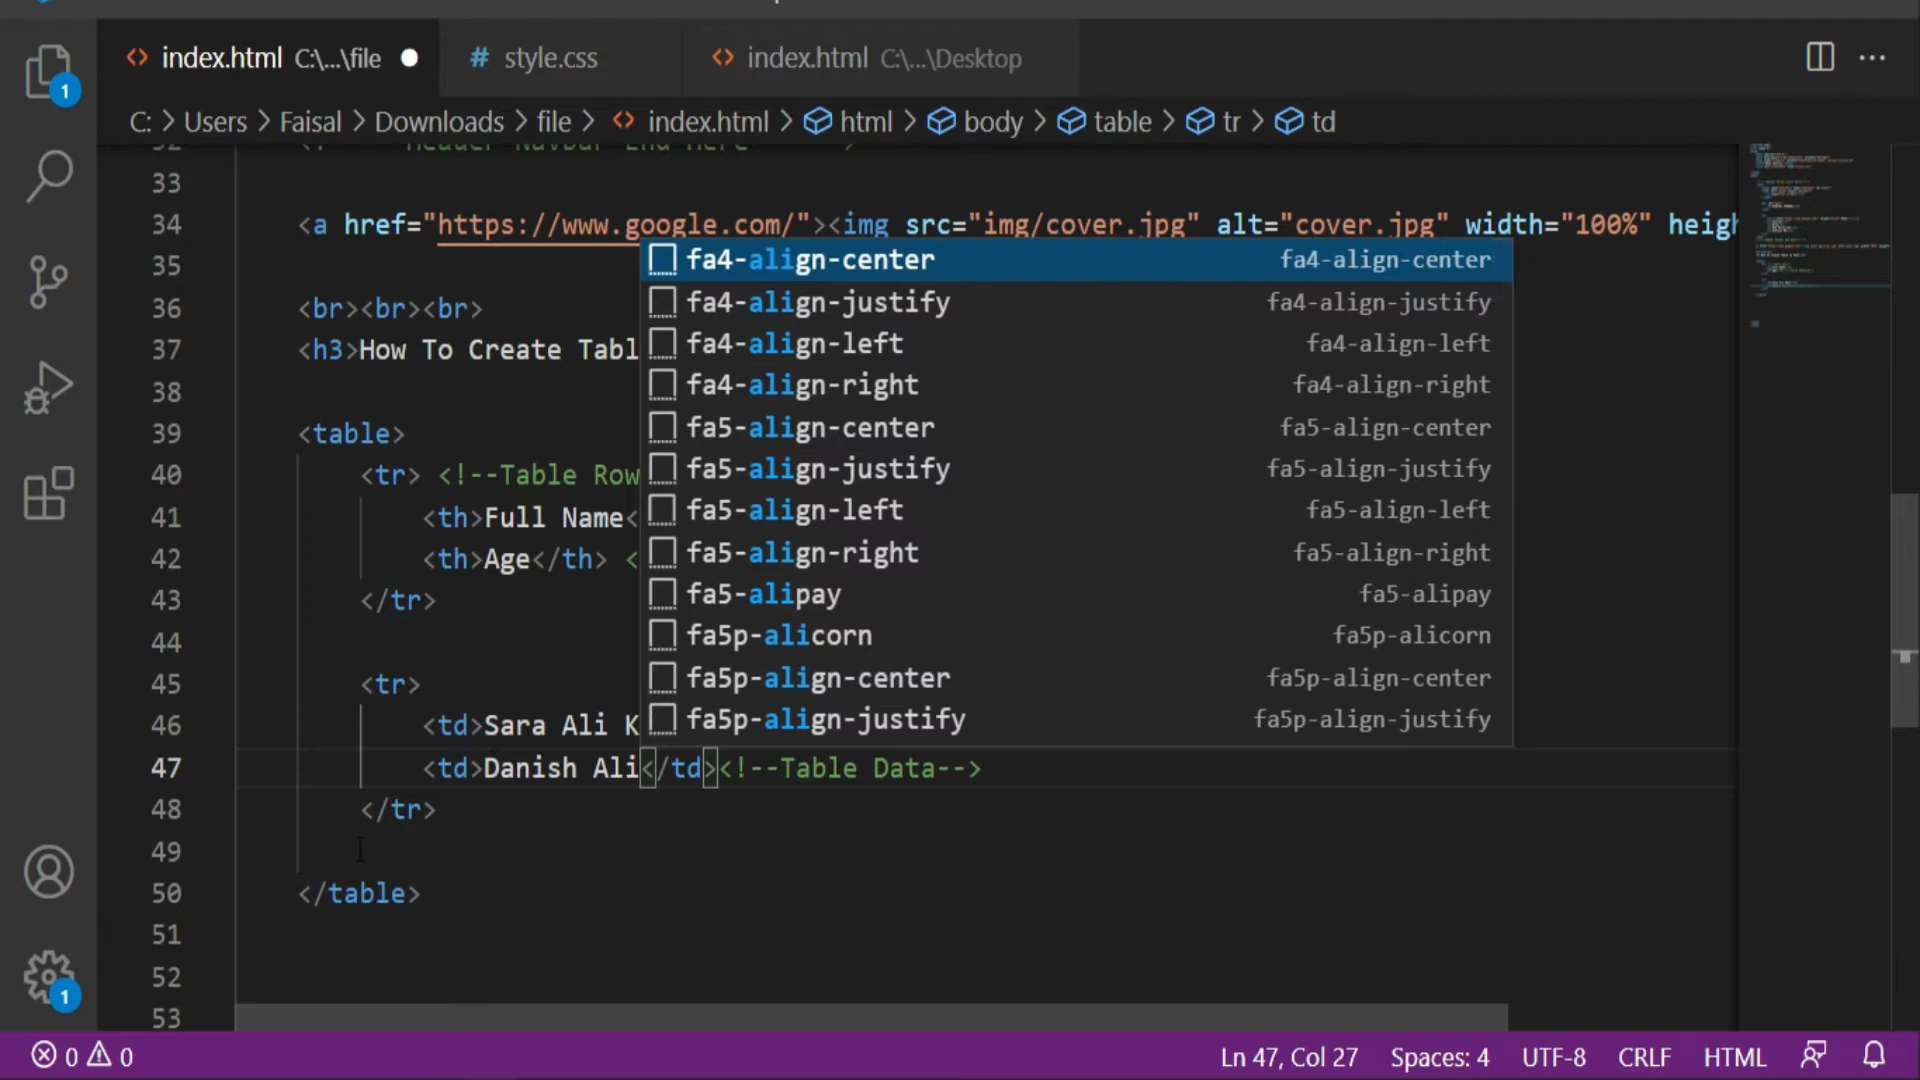 index.html C:\...\file
style.css
index.html C:\...\Desktop
C: > Users > Faisal > Downloads > file > index.html > html > body > table > tr > td
33
34 <a href="https://www.google.com/"><img src="img/cover.jpg" alt="cover.jpg" width="100%" heigh
35
36 <br><br><br>
37 <h3>How To Create Tabl
38
39 <table>
40 <tr> <!--Table Row
41 <th>Full Name<
42 <th>Age</th> <
43 </tr>
44
45 <tr>
46 <td>Sara Ali K
47 <td>Danish Ali</td><!--Table Data-->
48 </tr>
49
50 </table>
51
52
53
fa4-align-center fa4-align-center
fa4-align-justify fa4-align-justify
fa4-align-left fa4-align-left
fa4-align-right fa4-align-right
fa5-align-center fa5-align-center
fa5-align-justify fa5-align-justify
fa5-align-left fa5-align-left
fa5-align-right fa5-align-right
fa5-alipay fa5-alipay
fa5p-alicorn fa5p-alicorn
fa5p-align-center fa5p-align-center
fa5p-align-justify fa5p-align-justify
1
1
0 0 Ln 47, Col 27 Spaces: 4 UTF-8 CRLF HTML